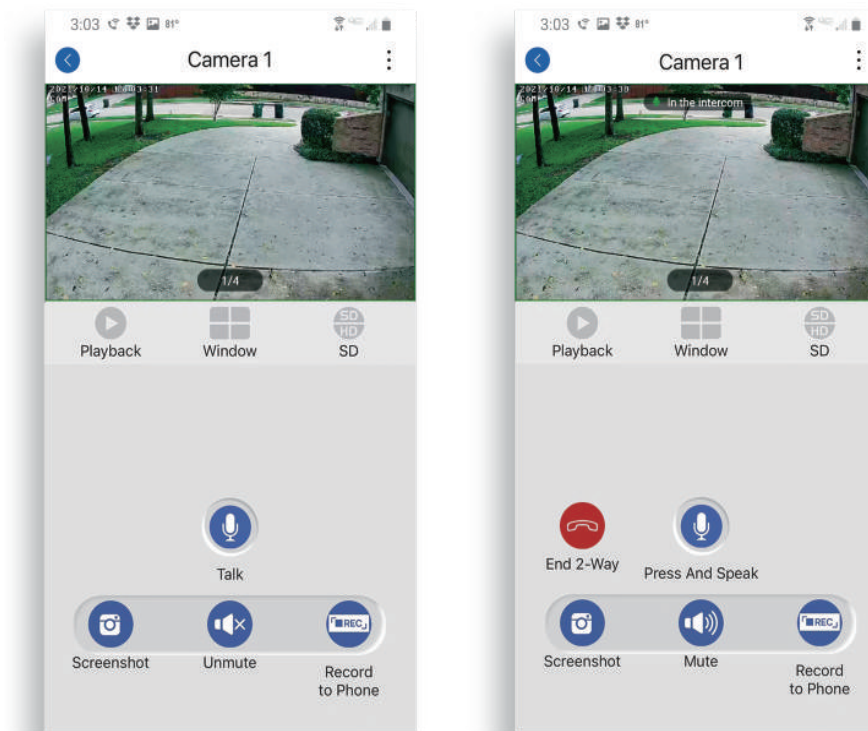 3:03 81°
Camera 1
1/4
Playback Window SD HD SD
Talk
Screenshot Unmute REC Record
to Phone
3:03 81°
Camera 1
In the intercom
1/4
Playback Window SD HD SD
End 2-Way Press And Speak
Screenshot Mute REC Record
to Phone